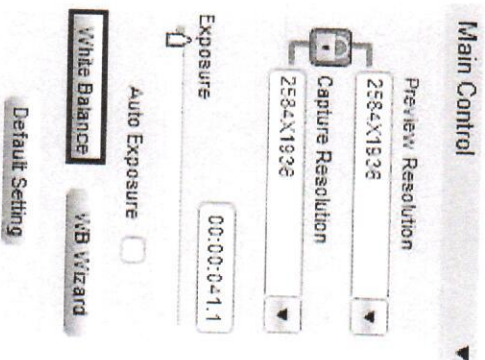 Main Control
Preview Resolution
2584X1936
Capture Resolution
2584X1936
Exposure
00:00:041.1
Auto Exposure
White Balance WB Wizard
Default Setting